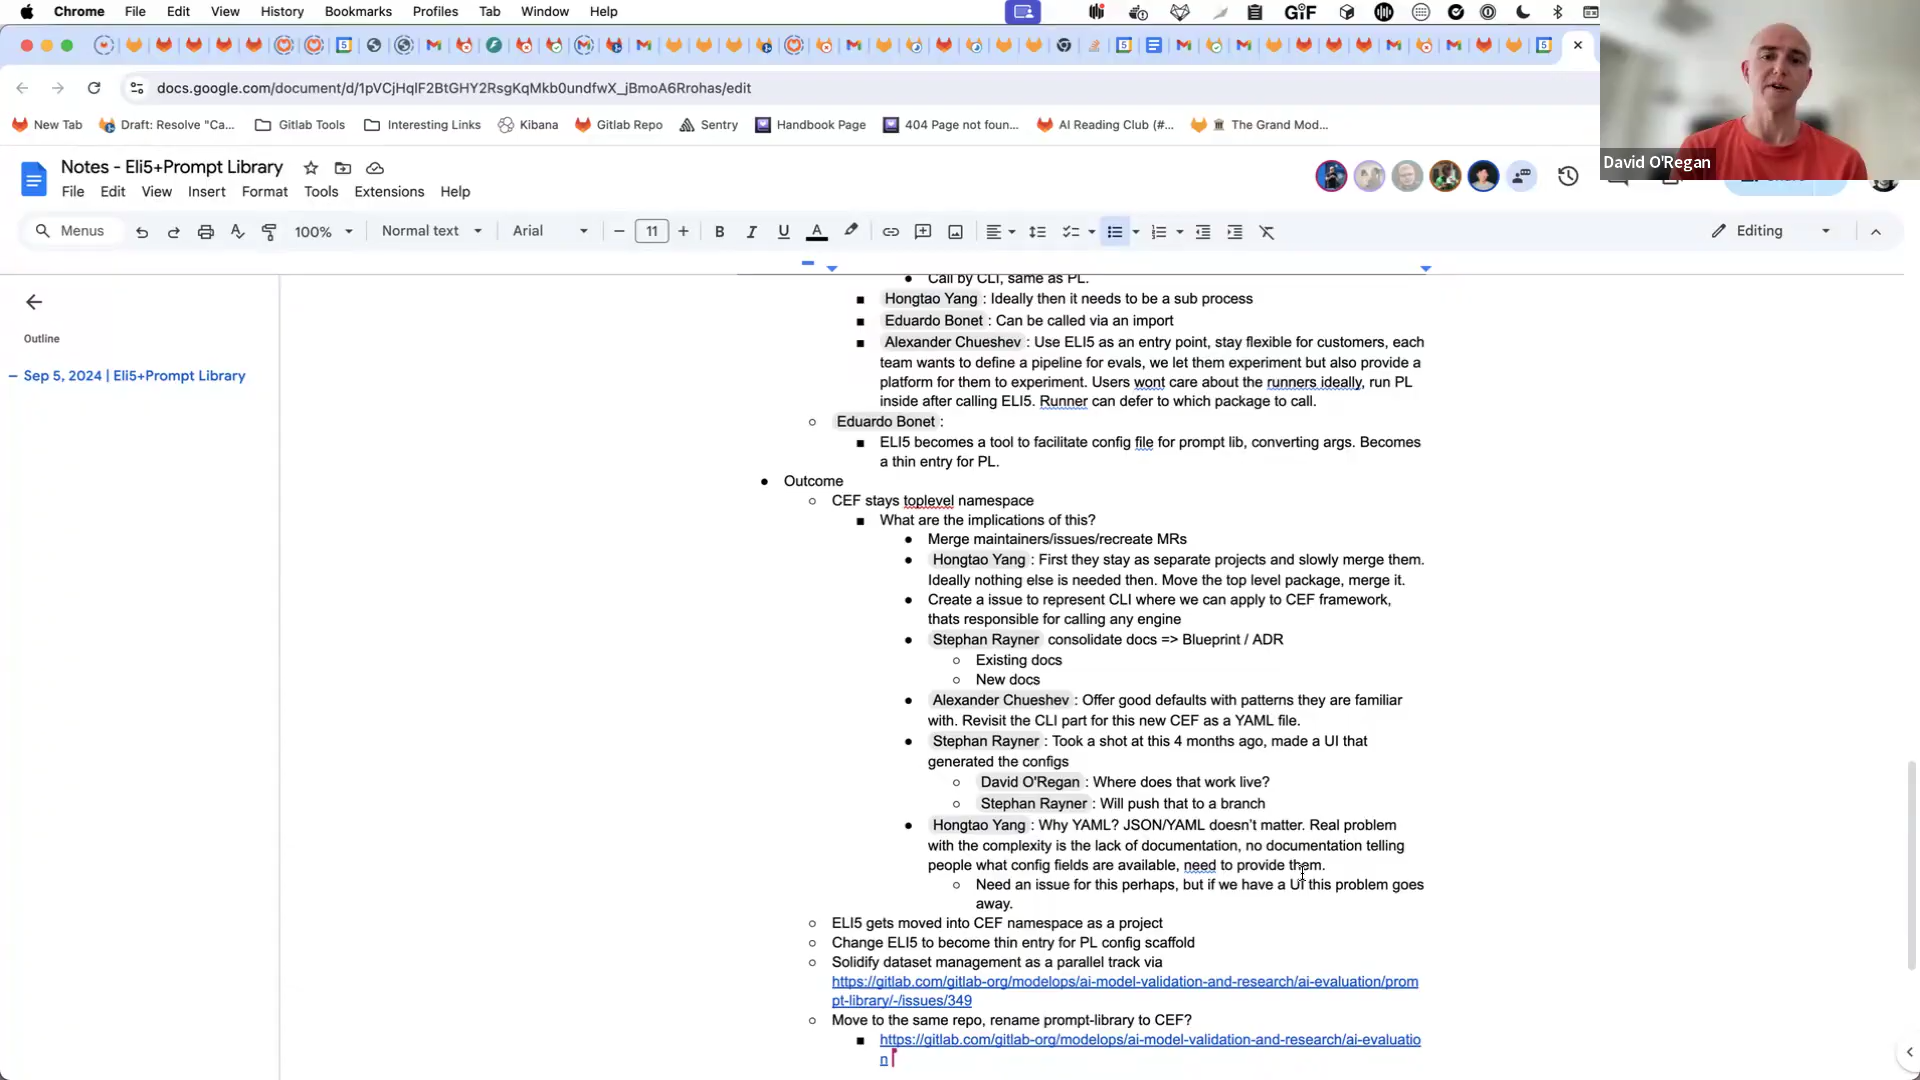 Chrome File Edit View History Bookmarks Profiles Tab Window Help
GIF
docs.google.com/document/d/1pVCjHqlF2BtGHY2RsgKqMkb0undfwX_jBmoA6Rrohas/edit
New Tab Draft: Resolve "Ca... Gitlab Tools Interesting Links Kibana Gitlab Repo Sentry Handbook Page 404 Page not foun... AI Reading Club (#... The Grand Mod...
David O'Regan
Notes - Eli5+Prompt Library
File Edit View Insert Format Tools Extensions Help
Menus 100% Normal text Arial 11 Editing
Outline
Sep 5, 2024 | Eli5+Prompt Library
Call by CLI, same as PL.
Hongtao Yang : Ideally then it needs to be a sub process
Eduardo Bonet : Can be called via an import
Alexander Chueshev : Use ELI5 as an entry point, stay flexible for customers, each
team wants to define a pipeline for evals, we let them experiment but also provide a
platform for them to experiment. Users wont care about the runners ideally, run PL
inside after calling ELI5. Runner can defer to which package to call.
Eduardo Bonet :
ELI5 becomes a tool to facilitate config file for prompt lib, converting args. Becomes
a thin entry for PL.
Outcome
CEF stays toplevel namespace
What are the implications of this?
Merge maintainers/issues/recreate MRs
Hongtao Yang : First they stay as separate projects and slowly merge them.
Ideally nothing else is needed then. Move the top level package, merge it.
Create a issue to represent CLI where we can apply to CEF framework,
thats responsible for calling any engine
Stephan Rayner consolidate docs => Blueprint / ADR
Existing docs
New docs
Alexander Chueshev : Offer good defaults with patterns they are familiar
with. Revisit the CLI part for this new CEF as a YAML file.
Stephan Rayner : Took a shot at this 4 months ago, made a UI that
generated the configs
David O'Regan : Where does that work live?
Stephan Rayner : Will push that to a branch
Hongtao Yang : Why YAML? JSON/YAML doesn't matter. Real problem
with the complexity is the lack of documentation, no documentation telling
people what config fields are available, need to provide them.
Need an issue for this perhaps, but if we have a UI this problem goes
away.
ELI5 gets moved into CEF namespace as a project
Change ELI5 to become thin entry for PL config scaffold
Solidify dataset management as a parallel track via
https://gitlab.com/gitlab-org/modelops/ai-model-validation-and-research/ai-evaluation/prom
pt-library/-/issues/349
Move to the same repo, rename prompt-library to CEF?
https://gitlab.com/gitlab-org/modelops/ai-model-validation-and-research/ai-evaluatio
n